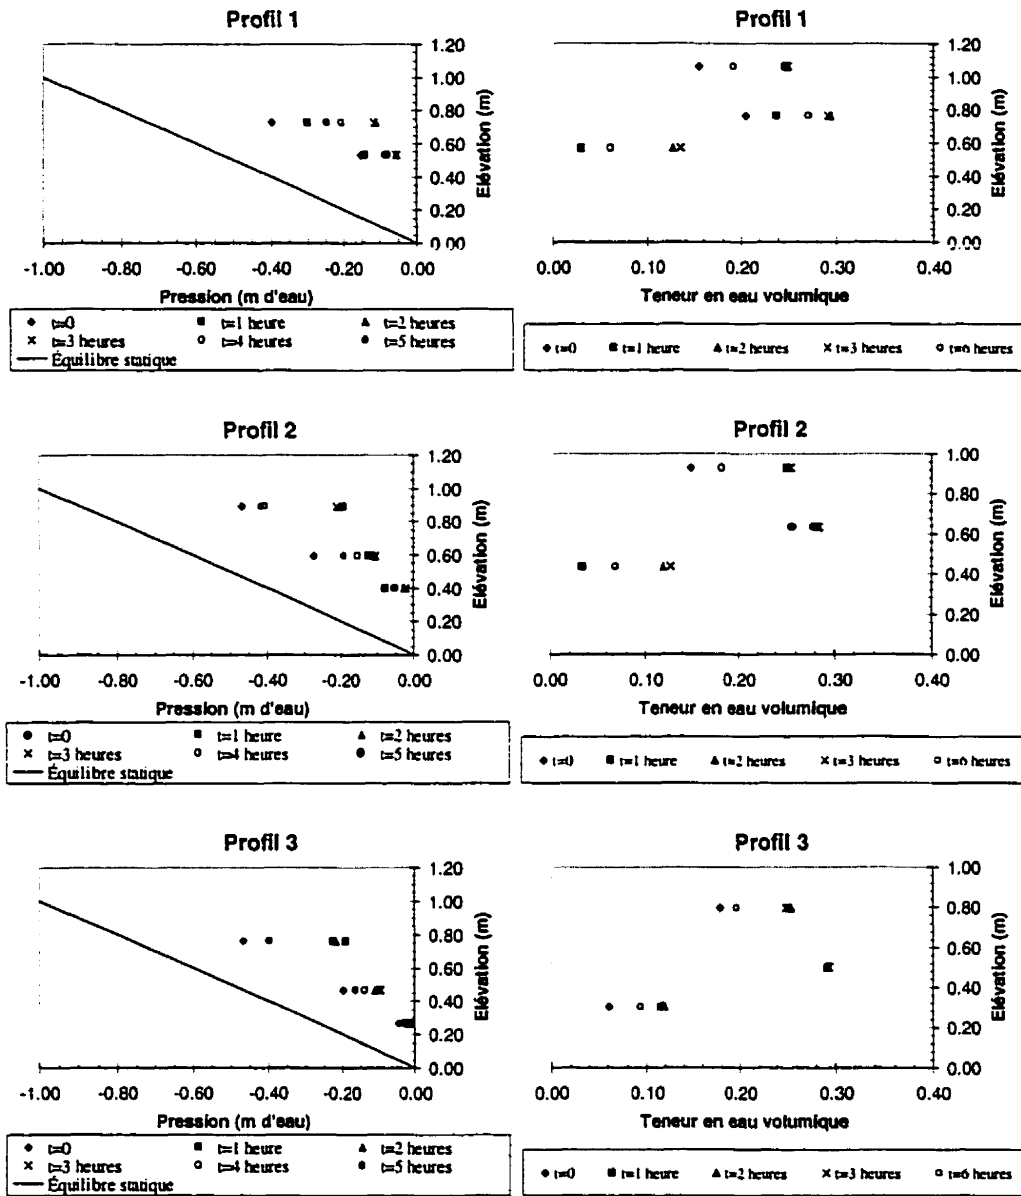 Profil 1
1.20
1.00
0.80
0.60
0.40
0.20
0.00
Elévation (m)
-1.00 -0.80 -0.60 -0.40 -0.20 0.00
Pression (m d'eau)
t=0 t=1 heure t=2 heures
t=3 heures t=4 heures t=5 heures
Équilibre statique
Profil 1
1.20
1.00
0.80
0.60
0.40
0.20
0.00
Elévation (m)
0.00 0.10 0.20 0.30 0.40
Teneur en eau volumique
t=0 t=1 heure t=2 heures t=3 heures t=6 heures
Profil 2
1.20
1.00
0.80
0.60
0.40
0.20
0.00
Elévation (m)
-1.00 -0.80 -0.60 -0.40 -0.20 0.00
Pression (m d'eau)
t=0 t=1 heure t=2 heures
t=3 heures t=4 heures t=5 heures
Équilibre statique
Profil 2
1.00
0.80
0.60
0.40
0.20
0.00
Elévation (m)
0.00 0.10 0.20 0.30 0.40
Teneur en eau volumique
t=0 t=1 heure t=2 heures t=3 heures t=6 heures
Profil 3
1.20
1.00
0.80
0.60
0.40
0.20
0.00
Elévation (m)
-1.00 -0.80 -0.60 -0.40 -0.20 0.00
Pression (m d'eau)
t=0 t=1 heure t=2 heures
t=3 heures t=4 heures t=5 heures
Équilibre statique
Profil 3
1.00
0.80
0.60
0.40
0.20
0.00
Elévation (m)
0.00 0.10 0.20 0.30 0.40
Teneur en eau volumique
t=0 t=1 heure t=2 heures t=3 heures t=6 heures